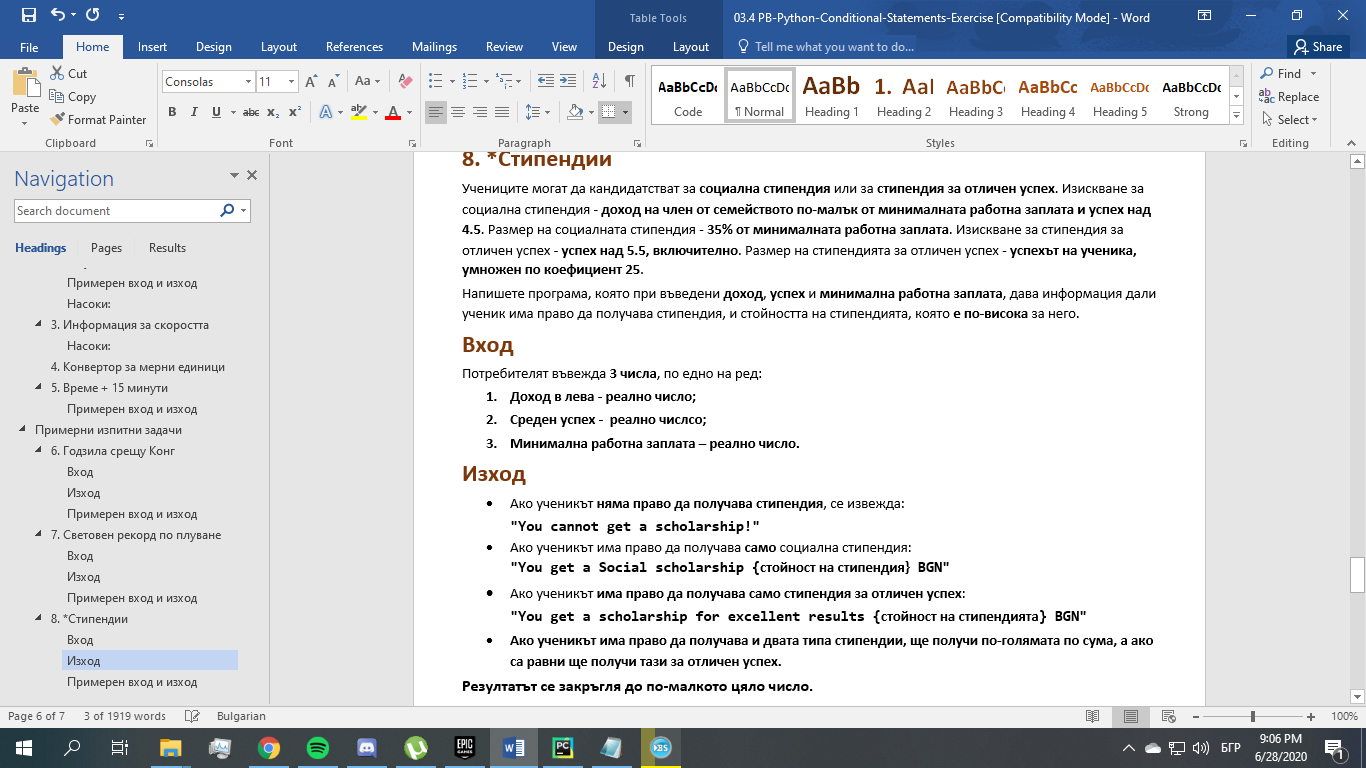 Table Tools
03.4 PB-Python-Conditional-Statements-Exercise [Compatibility Mode] - Word
File Home Insert Design Layout References Mailings Review View Design Layout Tell me what you want to do... Share
Paste
Cut
Copy
Format Painter
Clipboard
Consolas 11
Font
Paragraph
AaBbCcDc AaBbCcDc AaBb 1. Aal AaBbCc AaBbCc AaBbCcDc AaBbCcDc
Code ¶ Normal Heading 1 Heading 2 Heading 3 Heading 4 Heading 5 Strong
Styles
Find
Replace
Select
Editing
Navigation
Search document
Headings Pages Results
Примерен вход и изход
Насоки:
3. Информация за скоростта
Насоки:
4. Конвертор за мерни единици
5. Време + 15 минути
Примерен вход и изход
Примерни изпитни задачи
6. Годзила срещу Конг
Вход
Изход
Примерен вход и изход
7. Световен рекорд по плуване
Вход
Изход
Примерен вход и изход
8. *Стипендии
Вход
Изход
Примерен вход и изход
8. *Стипендии
Учениците могат да кандидатстват за социална стипендия или за стипендия за отличен успех. Изискване за
социална стипендия - доход на член от семейството по-малък от минималната работна заплата и успех над
4.5. Размер на социалната стипендия - 35% от минималната работна заплата. Изискване за стипендия за
отличен успех - успех над 5.5, включително. Размер на стипендията за отличен успех - успехът на ученика,
умножен по коефициент 25.
Напишете програма, която при въведени доход, успех и минимална работна заплата, дава информация дали
ученик има право да получава стипендия, и стойността на стипендията, която е по-висока за него.
Вход
Потребителят въвежда 3 числа, по едно на ред:
1. Доход в лева - реално число;
2. Среден успех - реално числсо;
3. Минимална работна заплата – реално число.
Изход
• Ако ученикът няма право да получава стипендия, се извежда:
"You cannot get a scholarship!"
• Ако ученикът има право да получава само социална стипендия:
"You get a Social scholarship {стойност на стипендия} BGN"
• Ако ученикът има право да получава само стипендия за отличен успех:
"You get a scholarship for excellent results {стойност на стипендията} BGN"
• Ако ученикът има право да получава и двата типа стипендии, ще получи по-голямата по сума, а ако
са равни ще получи тази за отличен успех.
Резултатът се закръгля до по-малкото цяло число.
Page 6 of 7 3 of 1919 words Bulgarian 100%
БГР
9:06 PM
6/28/2020